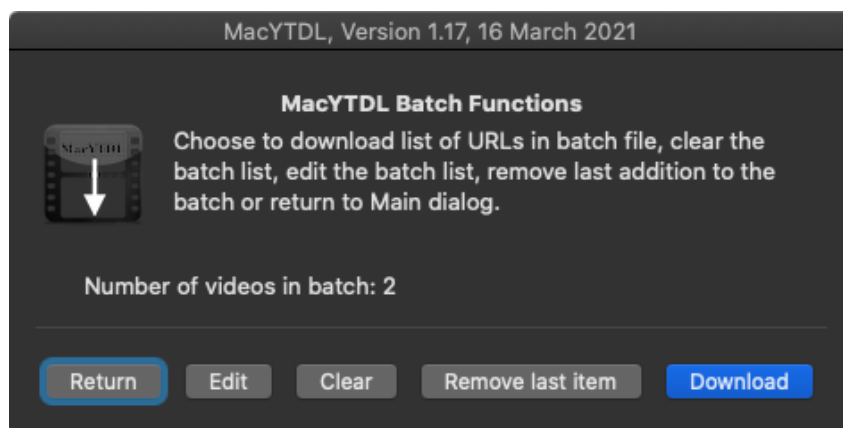 MacYTDL, Version 1.17, 16 March 2021
MacYTDL Batch Functions
MacYTDL
Choose to download list of URLs in batch file, clear the
batch list, edit the batch list, remove last addition to the
batch or return to Main dialog.
Number of videos in batch: 2
Return Edit Clear Remove last item Download